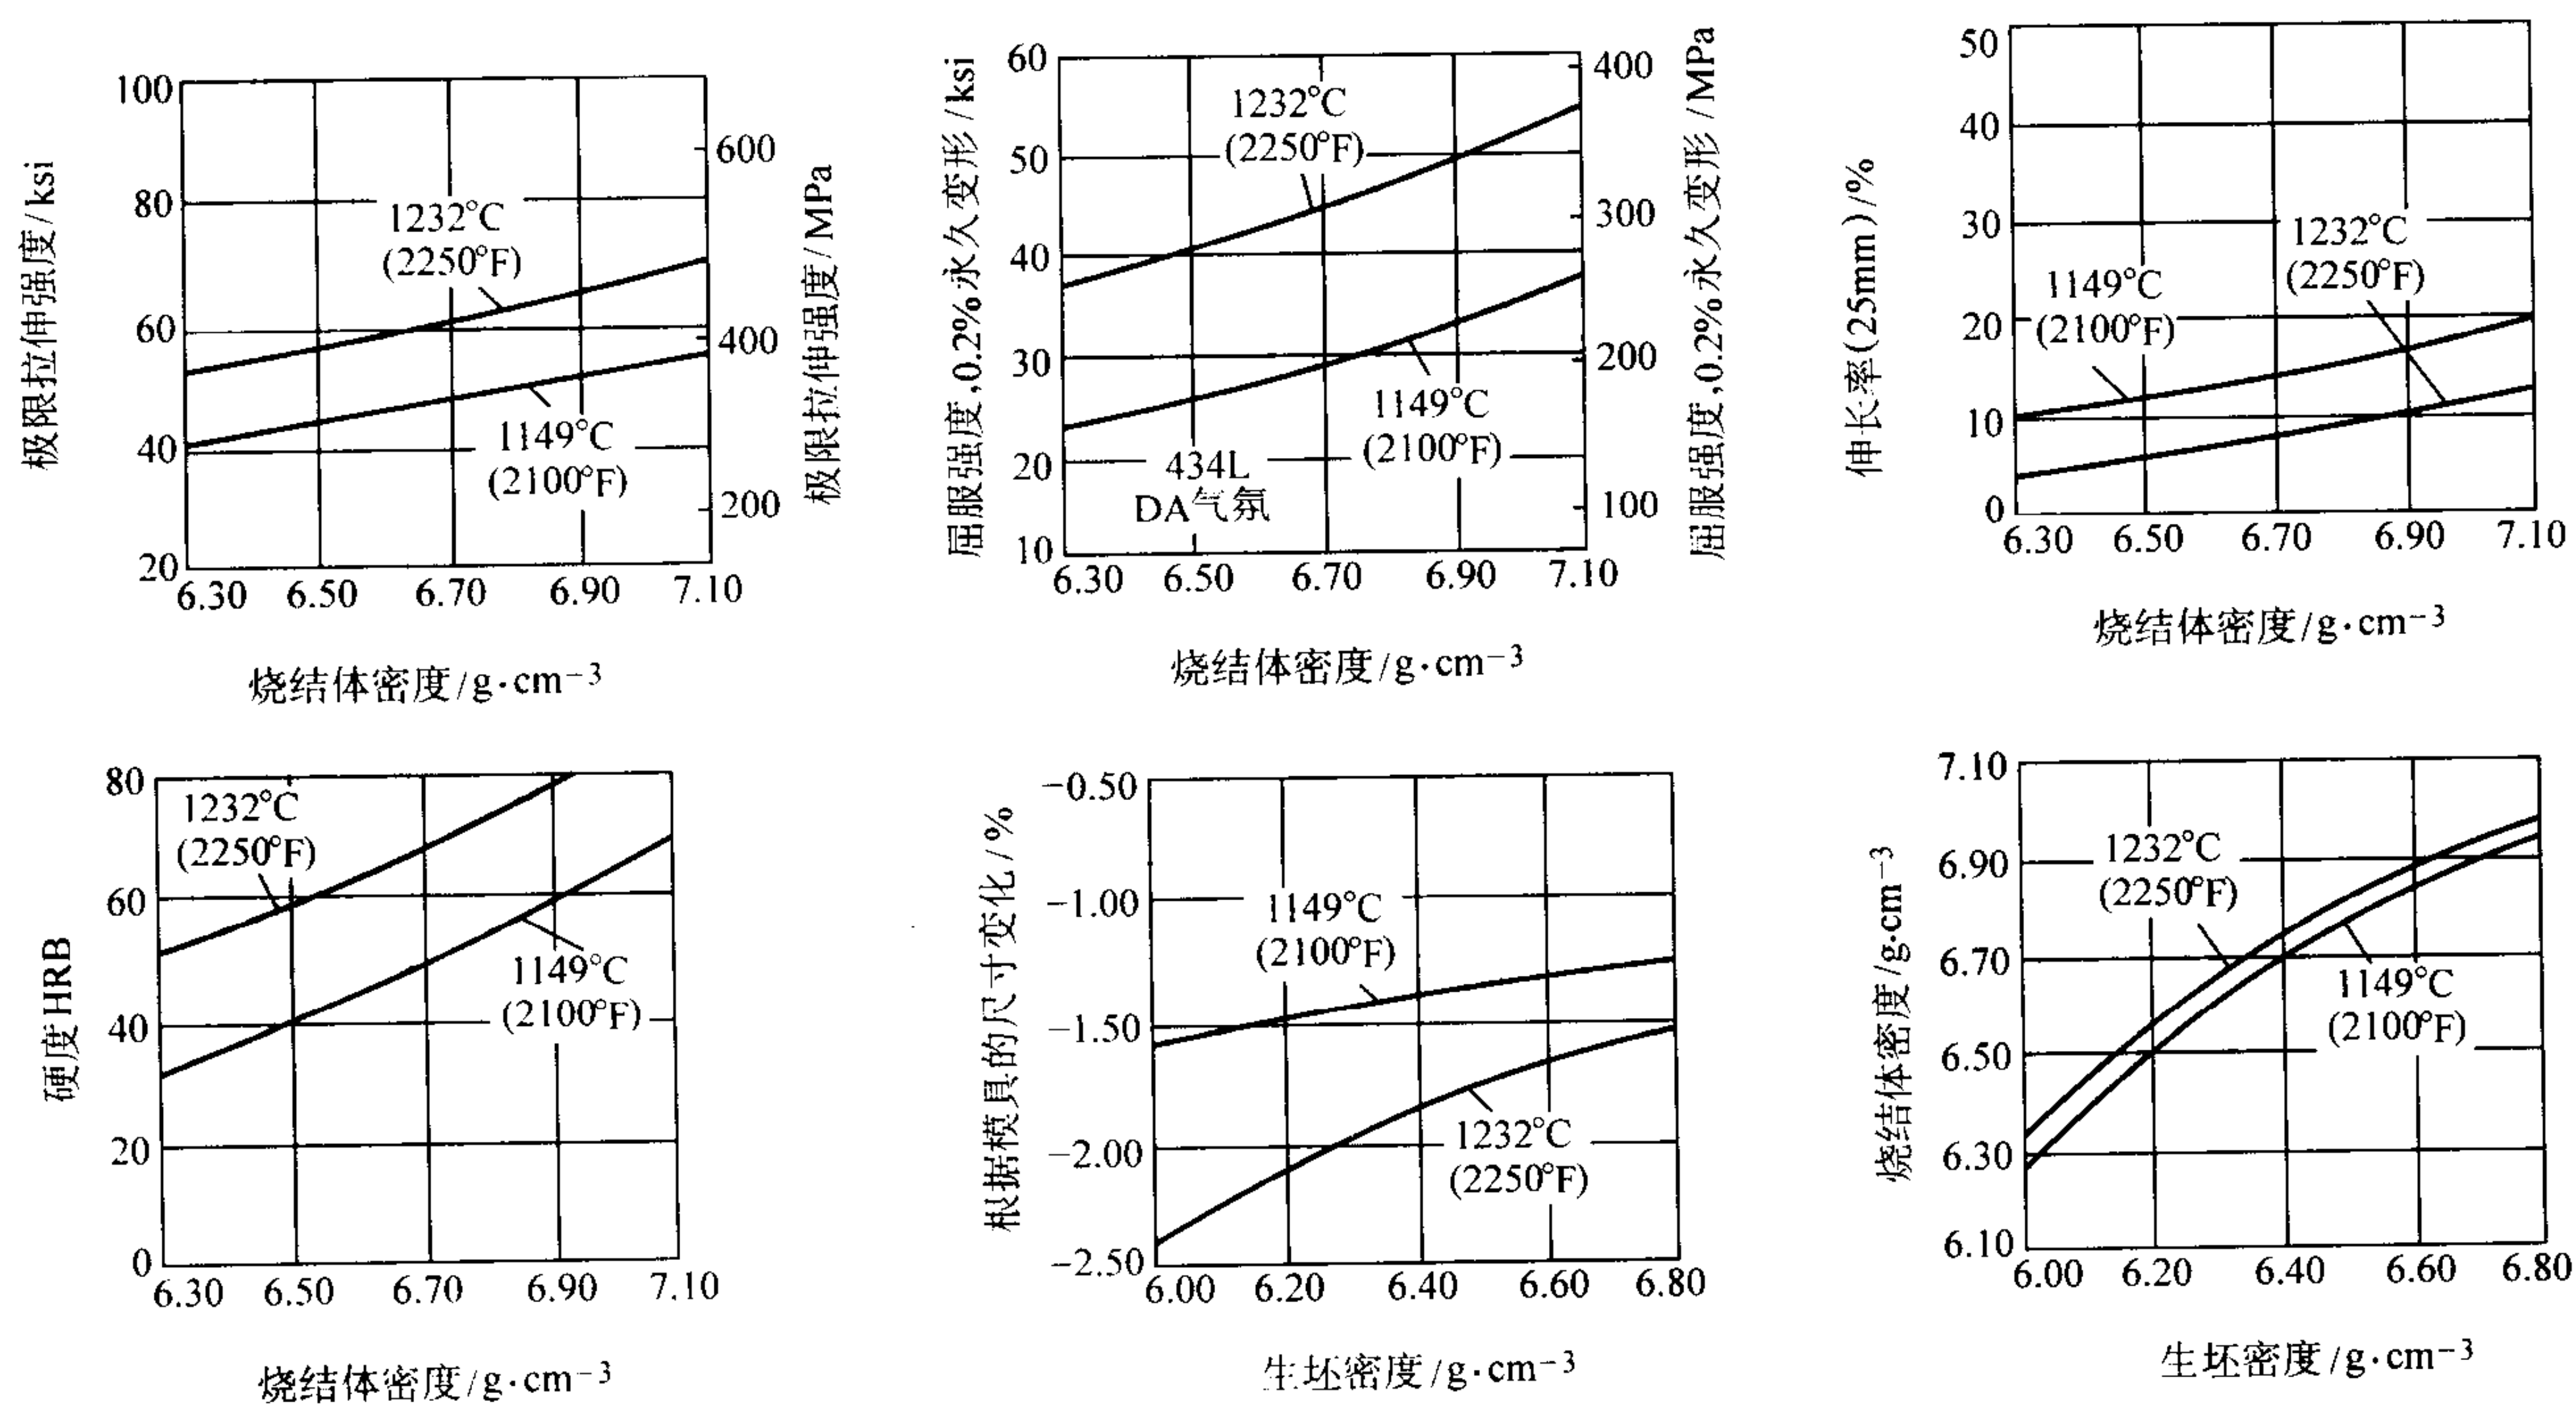 极限拉伸强度/ksi
100
80
60
40
20
1232℃
(2250℉)
1149℃
(2100℉)
600
400
200
极限拉伸强度/MPa
6.30 6.50 6.70 6.90 7.10
烧结体密度/g·cm⁻³
屈服强度,0.2%永久变形/ksi
60
50
40
30
20
10
1232℃
(2250℉)
1149℃
(2100℉)
434L
DA气氛
400
300
200
100
屈服强度,0.2%永久变形/MPa
6.30 6.50 6.70 6.90 7.10
烧结体密度/g·cm⁻³
伸长率(25mm)/%
50
40
30
20
10
0
1232℃
(2250℉)
1149℃
(2100℉)
6.30 6.50 6.70 6.90 7.10
烧结体密度/g·cm⁻³
硬度HRB
80
60
40
20
0
1232℃
(2250℉)
1149℃
(2100℉)
6.30 6.50 6.70 6.90 7.10
烧结体密度/g·cm⁻³
根据模具的尺寸变化/%
−0.50
−1.00
−1.50
−2.00
−2.50
1149℃
(2100℉)
1232℃
(2250℉)
6.00 6.20 6.40 6.60 6.80
生坯密度/g·cm⁻³
烧结体密度/g·cm⁻³
7.10
6.90
6.70
6.50
6.30
6.10
1232℃
(2250℉)
1149℃
(2100℉)
6.00 6.20 6.40 6.60 6.80
生坯密度/g·cm⁻³